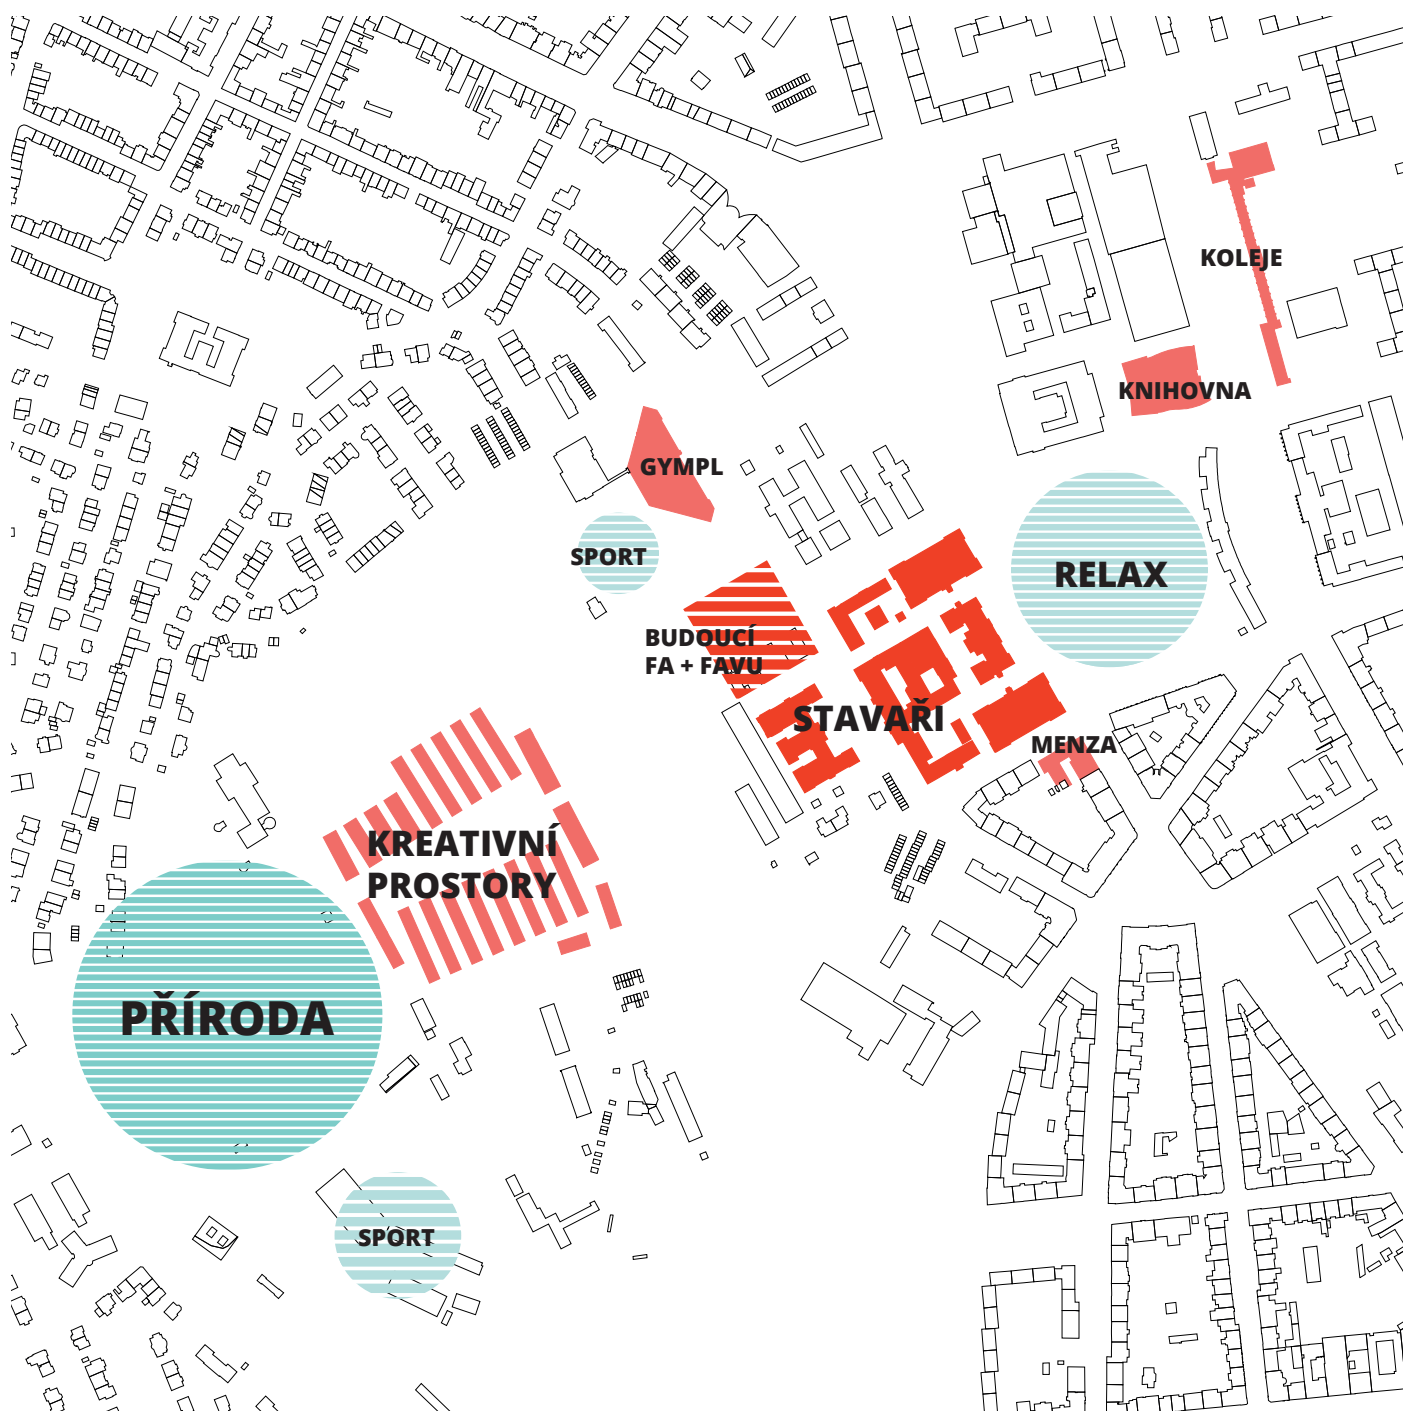 KOLEJE
KNIHOVNA
GYMPL
SPORT
RELAX
BUDOUCÍ
FA + FAVU
STAVAŘI
MENZA
KREATIVNÍ
PROSTORY
PŘÍRODA
SPORT